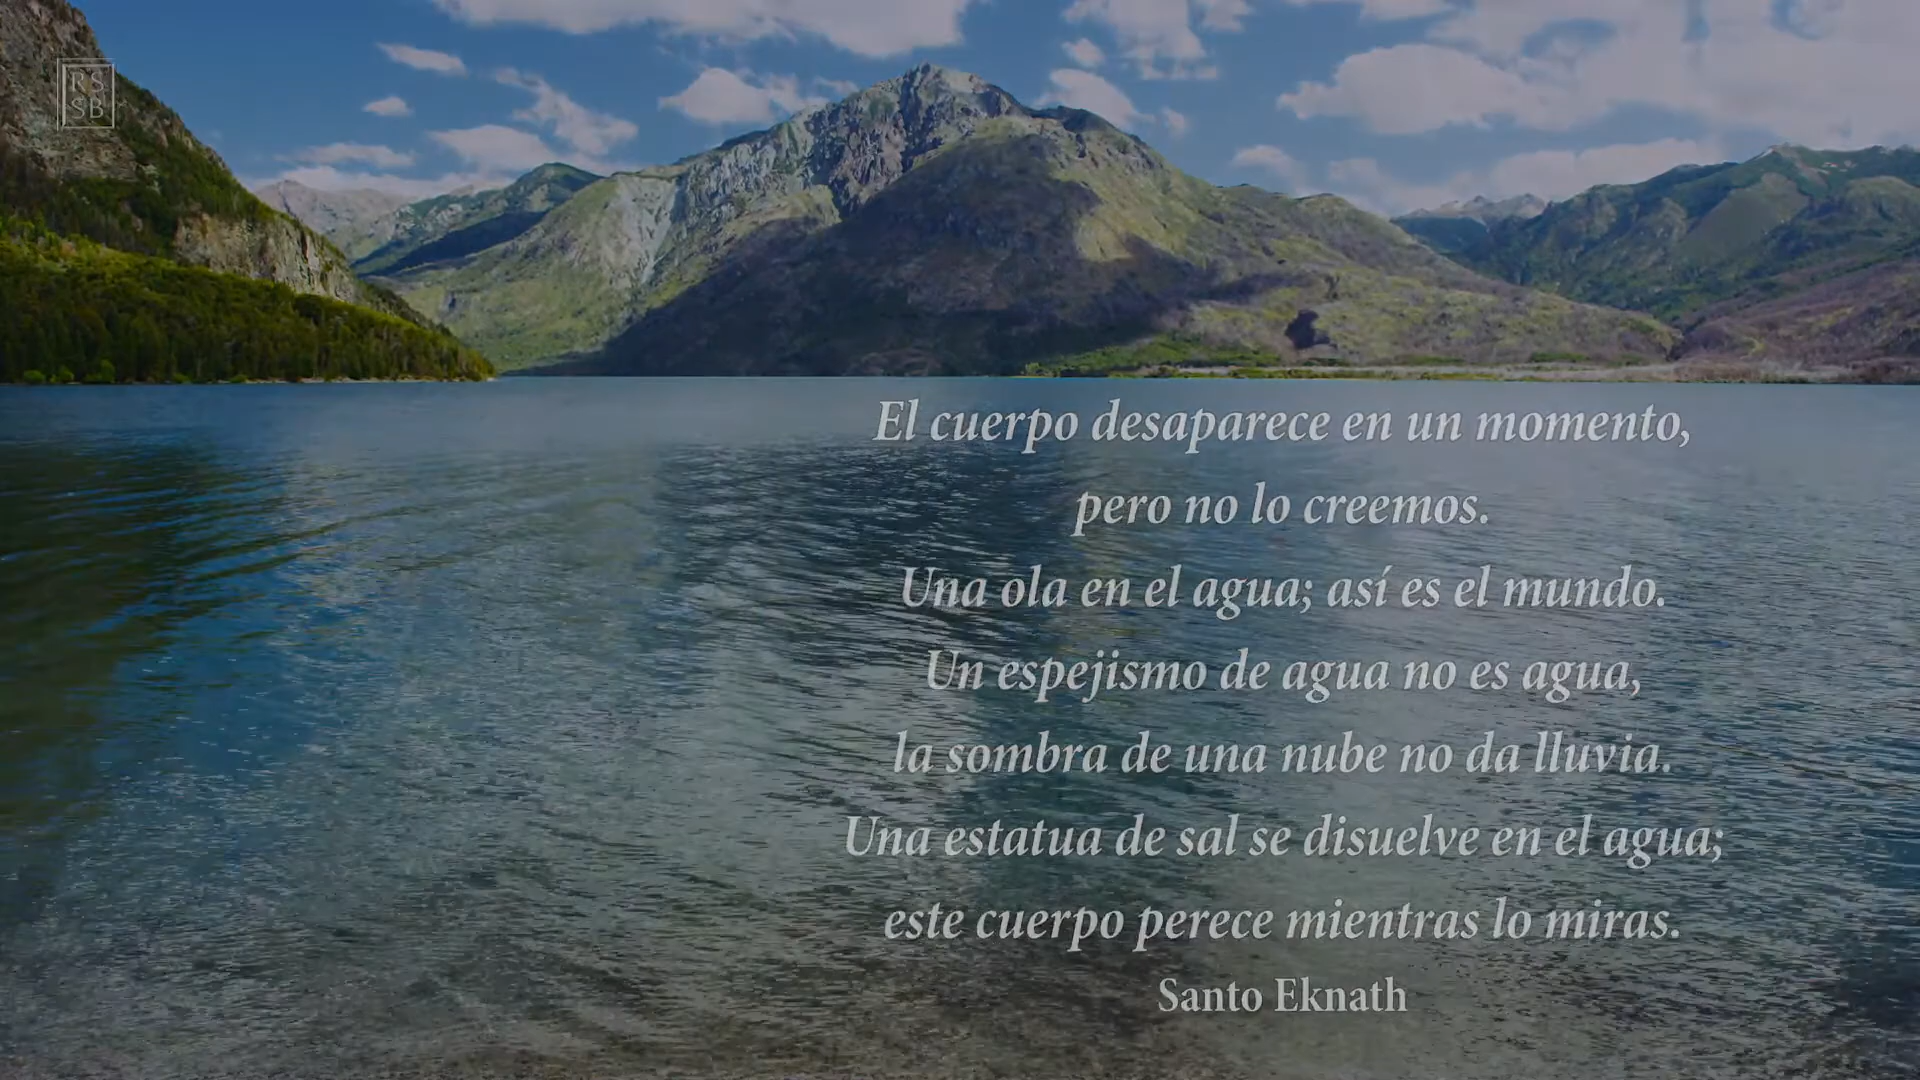 RS
SB
El cuerpo desaparece en un momento,
pero no lo creemos.
Una ola en el agua; así es el mundo.
Un espejismo de agua no es agua,
la sombra de una nube no da lluvia.
Una estatua de sal se disuelve en el agua;
este cuerpo perece mientras lo miras.
Santo Eknath